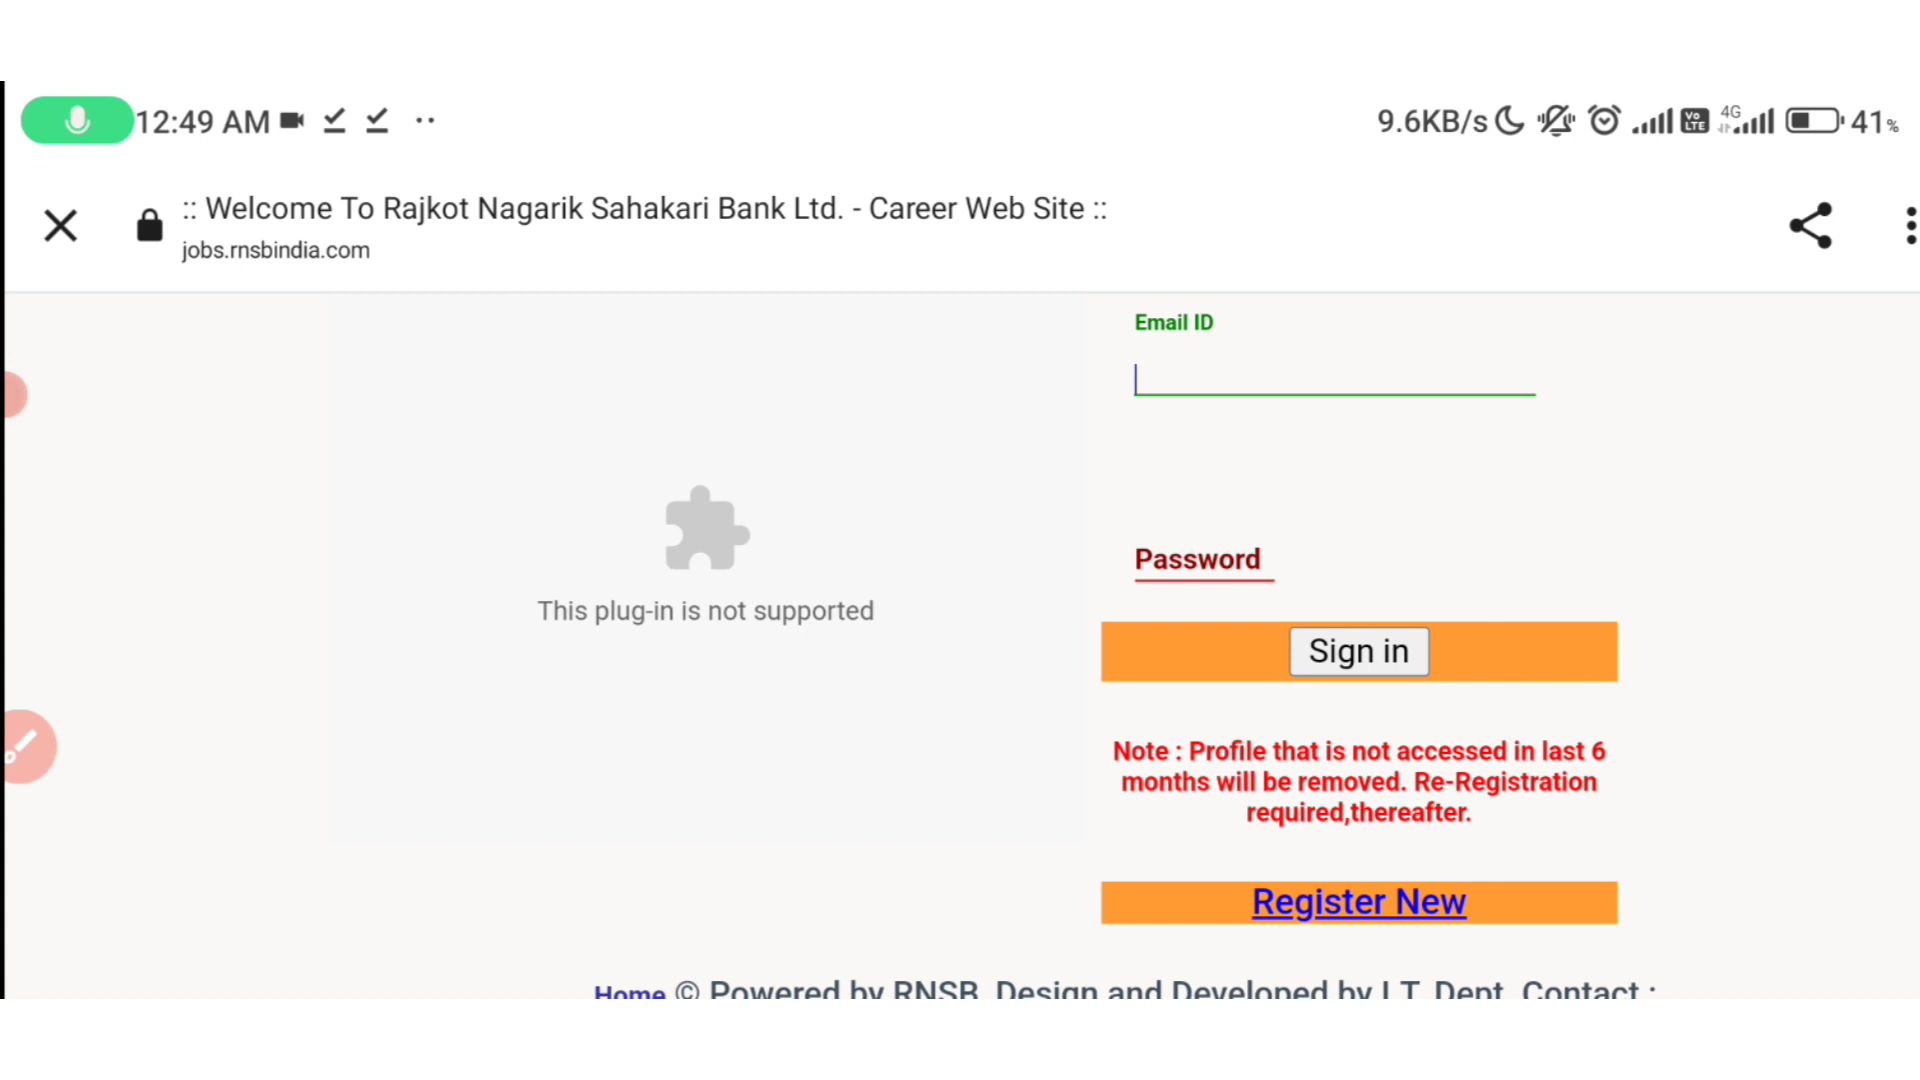 12:49 AM
9.6KB/s Vo LTE 4G 41%
:: Welcome To Rajkot Nagarik Sahakari Bank Ltd. - Career Web Site ::
jobs.rnsbindia.com
Email ID
This plug-in is not supported
Password
Sign in
Note : Profile that is not accessed in last 6
months will be removed. Re-Registration
required,thereafter.
Register New
Home © Powered by RNSB. Design and Developed by I.T. Dept. Contact :